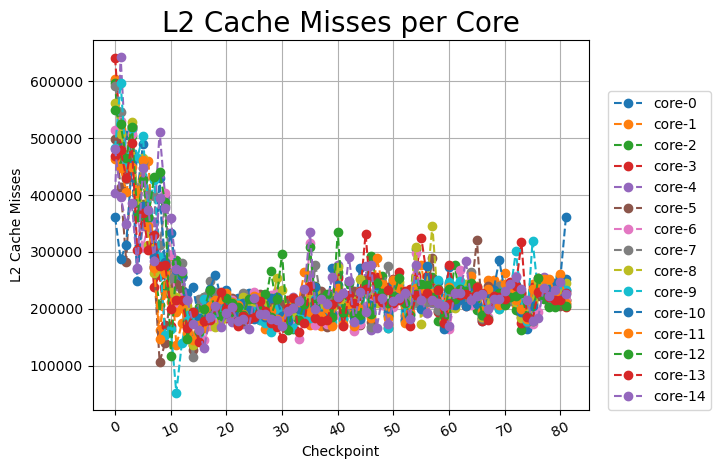 L2 Cache Misses per Core
L2 Cache Misses
600000
500000
400000
300000
200000
100000
0
10
20
30
40
50
60
70
80
Checkpoint
core-0
core-1
core-2
core-3
core-4
core-5
core-6
core-7
core-8
core-9
core-10
core-11
core-12
core-13
core-14